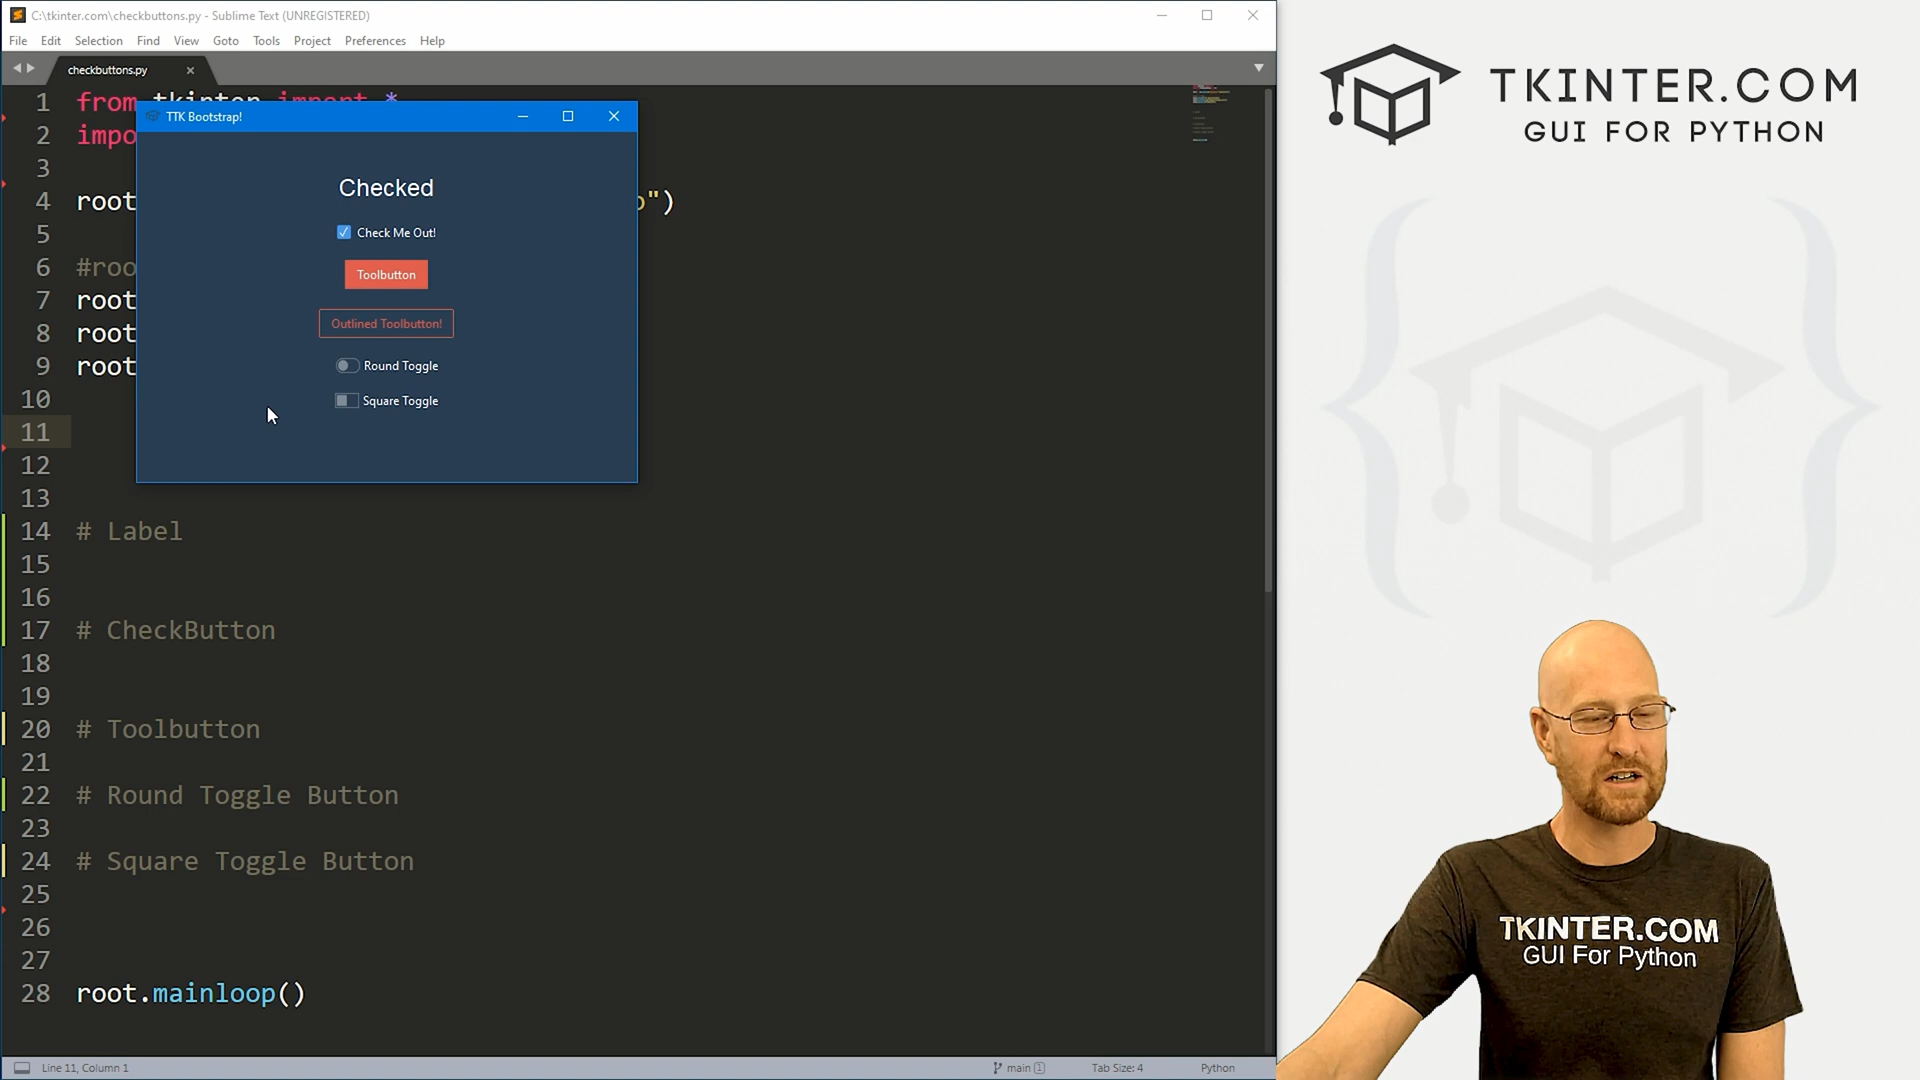 C:\tkinter.com\checkbuttons.py - Sublime Text (UNREGISTERED)
File Edit Selection Find View Goto Tools Project Preferences Help
checkbuttons.py
1 from tkinter import *
2 impo
3
4 root o")
5
6 #roo
7 root
8 root
9 root
10
11
12
13
14 # Label
15
16
17 # CheckButton
18
19
20 # Toolbutton
21
22 # Round Toggle Button
23
24 # Square Toggle Button
25
26
27
28 root.mainloop()
TTK Bootstrap!
Checked
Check Me Out!
Toolbutton
Outlined Toolbutton!
Round Toggle
Square Toggle
Line 11, Column 1
main 1
Tab Size: 4
Python
TKINTER.COM
GUI FOR PYTHON
TKINTER.COM
GUI For Python